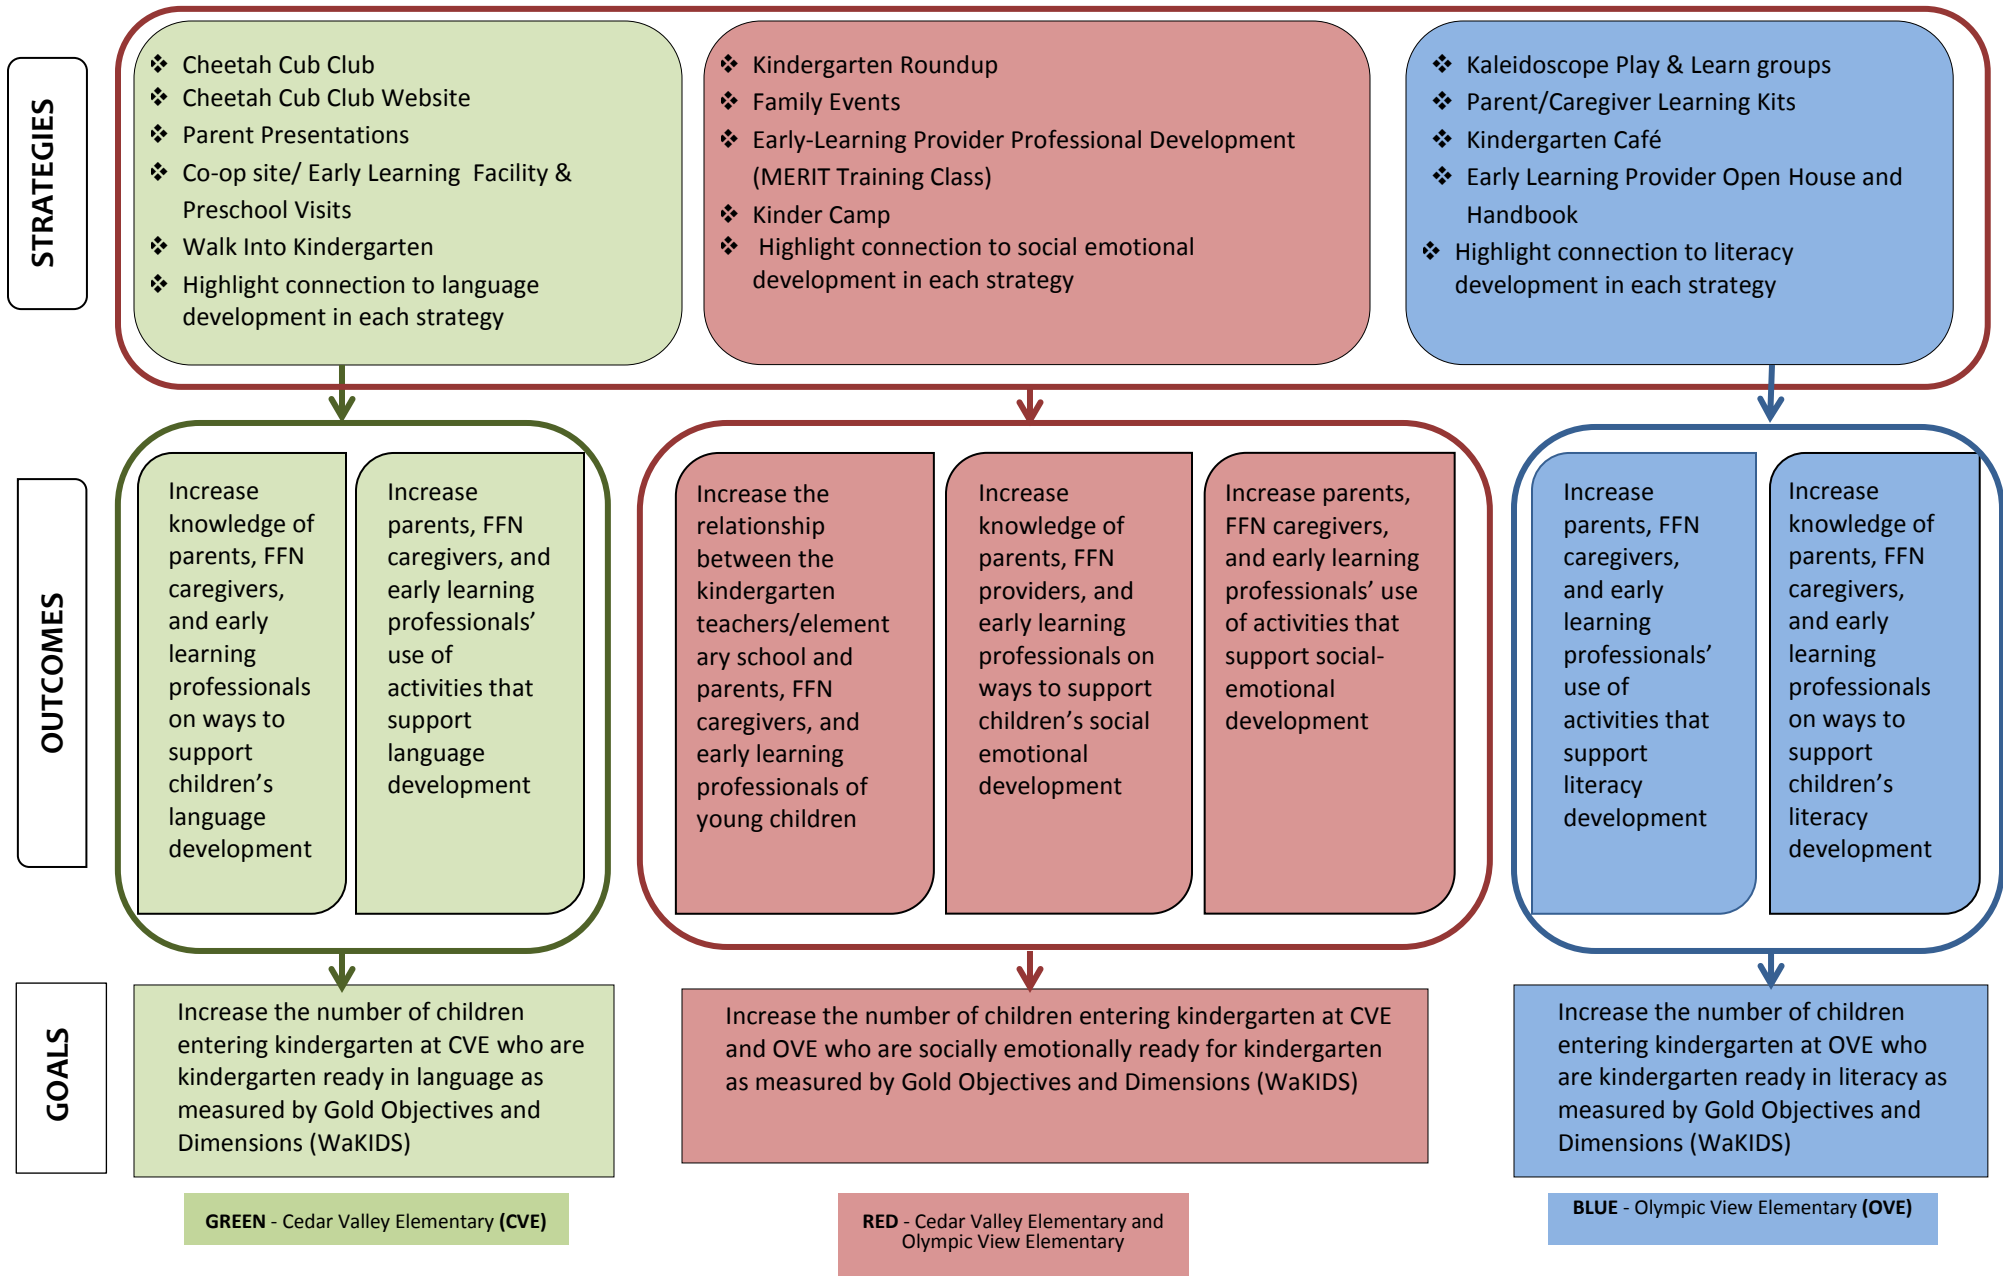 STRATEGIES
❖ Cheetah Cub Club
❖ Cheetah Cub Club Website
❖ Parent Presentations
❖ Co-op site/ Early Learning Facility &
Preschool Visits
❖ Walk Into Kindergarten
❖ Highlight connection to language
development in each strategy
❖ Kindergarten Roundup
❖ Family Events
❖ Early-Learning Provider Professional Development
(MERIT Training Class)
❖ Kinder Camp
❖ Highlight connection to social emotional
development in each strategy
❖ Kaleidoscope Play & Learn groups
❖ Parent/Caregiver Learning Kits
❖ Kindergarten Café
❖ Early Learning Provider Open House and
Handbook
❖ Highlight connection to literacy
development in each strategy
OUTCOMES
Increase
knowledge of
parents, FFN
caregivers,
and early
learning
professionals
on ways to
support
children’s
language
development
Increase
parents, FFN
caregivers, and
early learning
professionals’
use of
activities that
support
language
development
Increase the
relationship
between the
kindergarten
teachers/element
ary school and
parents, FFN
caregivers, and
early learning
professionals of
young children
Increase
knowledge of
parents, FFN
providers, and
early learning
professionals on
ways to support
children’s social
emotional
development
Increase parents,
FFN caregivers,
and early learning
professionals’ use
of activities that
support social-
emotional
development
Increase
parents, FFN
caregivers,
and early
learning
professionals’
use of
activities that
support
literacy
development
Increase
knowledge of
parents, FFN
caregivers,
and early
learning
professionals
on ways to
support
children’s
literacy
development
GOALS
Increase the number of children
entering kindergarten at CVE who are
kindergarten ready in language as
measured by Gold Objectives and
Dimensions (WaKIDS)
Increase the number of children entering kindergarten at CVE
and OVE who are socially emotionally ready for kindergarten
as measured by Gold Objectives and Dimensions (WaKIDS)
Increase the number of children
entering kindergarten at OVE who
are kindergarten ready in literacy as
measured by Gold Objectives and
Dimensions (WaKIDS)
GREEN - Cedar Valley Elementary (CVE)
RED - Cedar Valley Elementary and
Olympic View Elementary
BLUE - Olympic View Elementary (OVE)